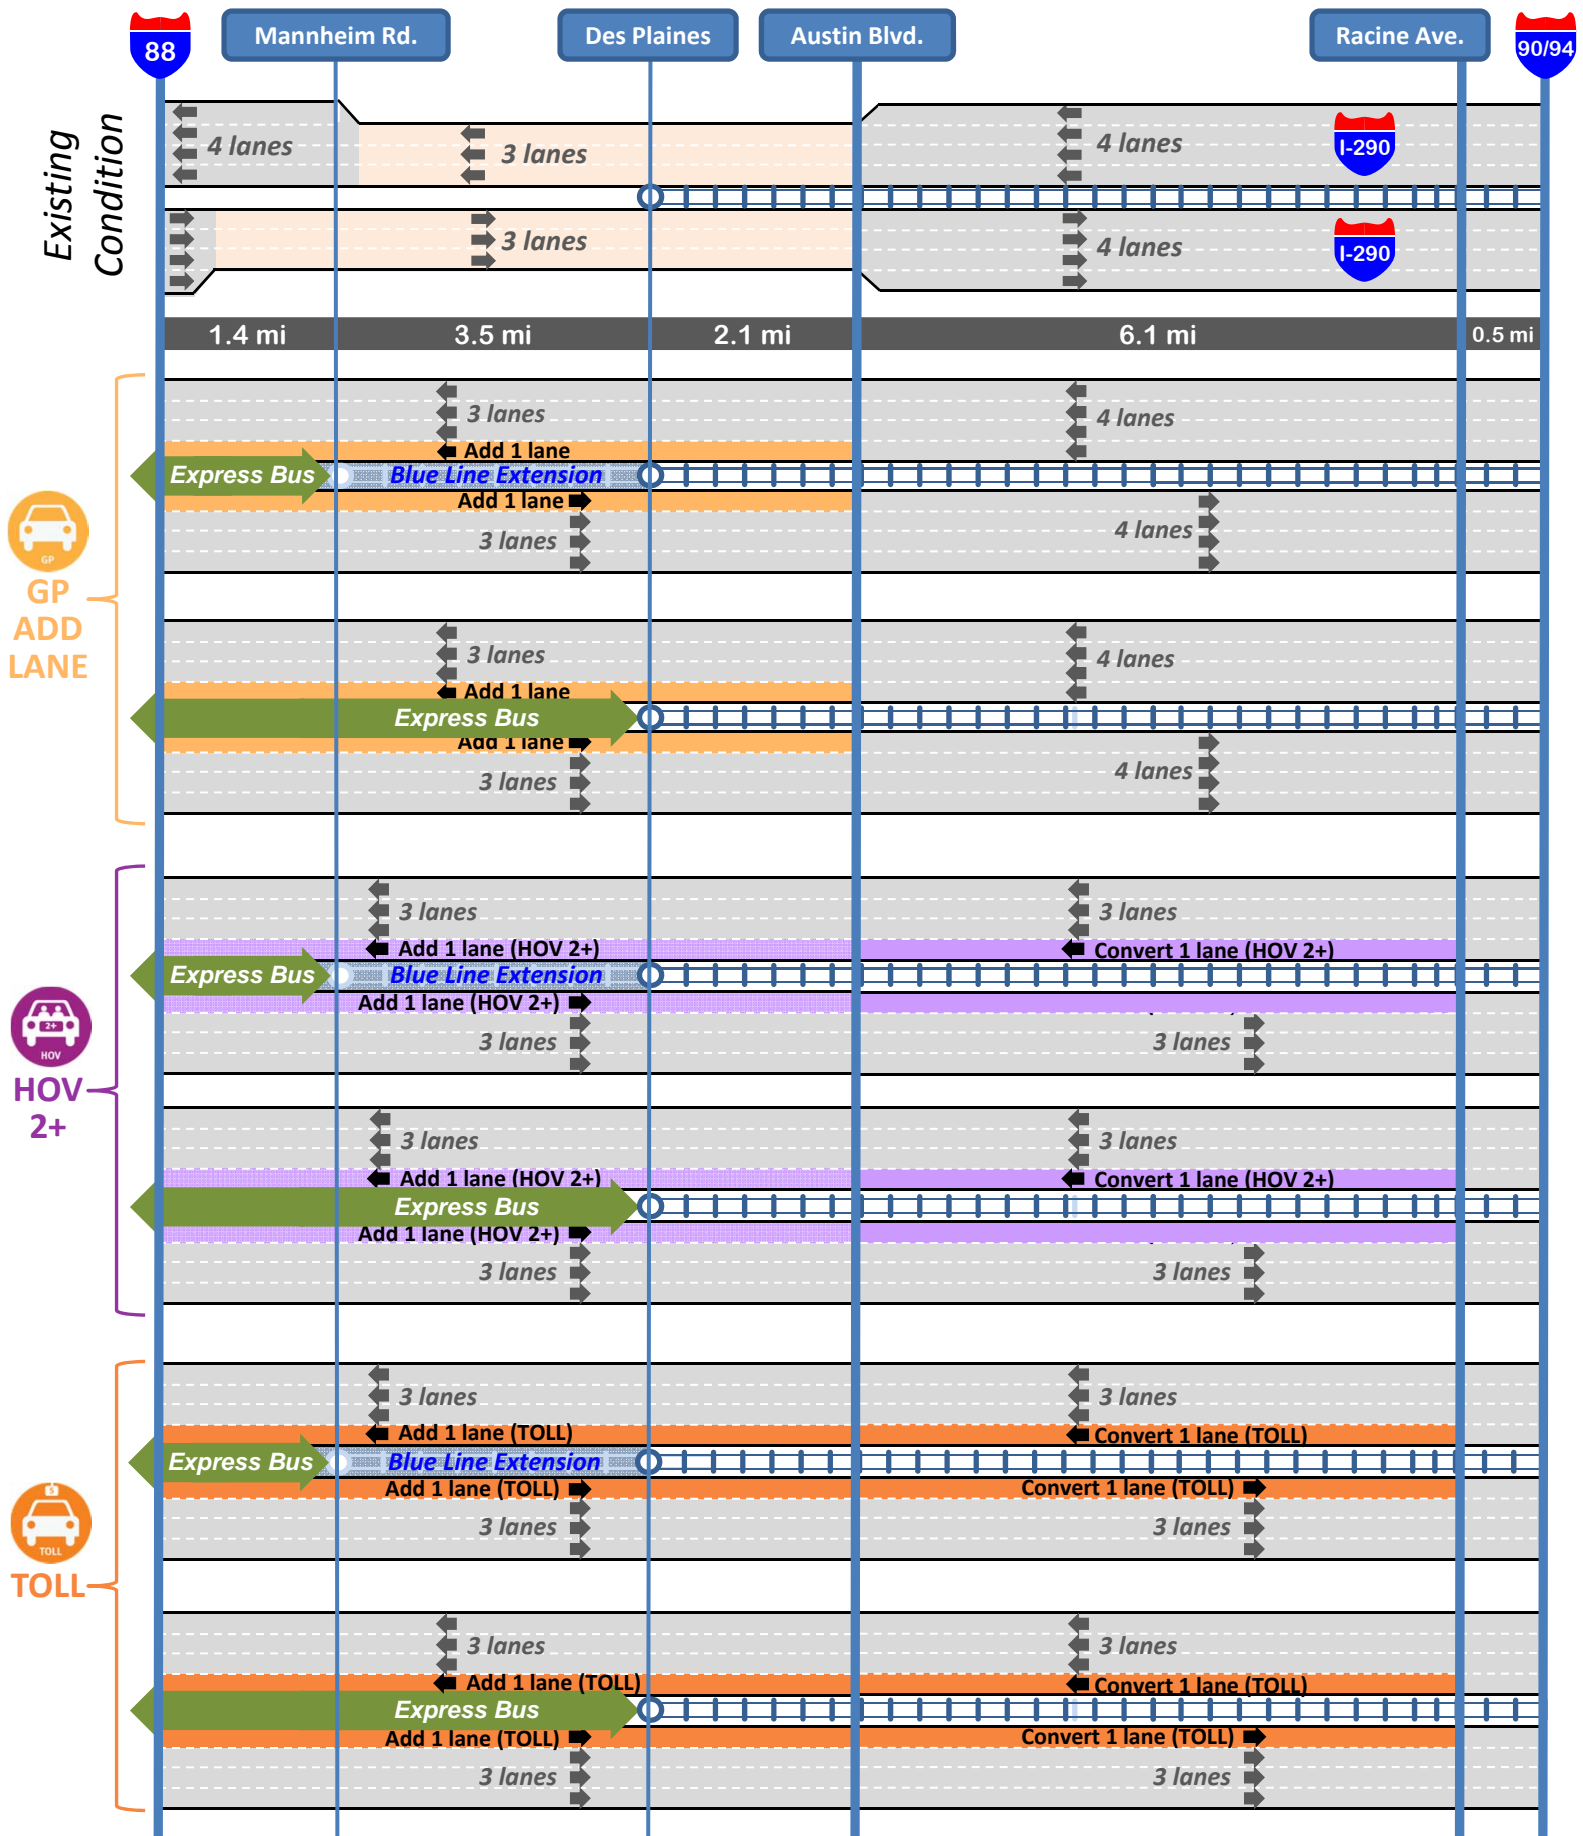 88
Mannheim Rd.
Des Plaines
Austin Blvd.
Racine Ave.
90/94
Existing
Condition
4 lanes
3 lanes
4 lanes
I-290
3 lanes
4 lanes
I-290
1.4 mi
3.5 mi
2.1 mi
6.1 mi
0.5 mi
GP
GP
ADD
LANE
3 lanes
4 lanes
Add 1 lane
Express Bus
Blue Line Extension
Add 1 lane
3 lanes
4 lanes
3 lanes
4 lanes
Add 1 lane
Express Bus
Add 1 lane
3 lanes
4 lanes
2+
HOV
HOV
2+
3 lanes
3 lanes
Add 1 lane (HOV 2+)
Convert 1 lane (HOV 2+)
Express Bus
Blue Line Extension
Add 1 lane (HOV 2+)
3 lanes
3 lanes
3 lanes
3 lanes
Add 1 lane (HOV 2+)
Convert 1 lane (HOV 2+)
Express Bus
Add 1 lane (HOV 2+)
3 lanes
3 lanes
$
TOLL
TOLL
3 lanes
3 lanes
Add 1 lane (TOLL)
Convert 1 lane (TOLL)
Express Bus
Blue Line Extension
Add 1 lane (TOLL)
Convert 1 lane (TOLL)
3 lanes
3 lanes
3 lanes
3 lanes
Add 1 lane (TOLL)
Convert 1 lane (TOLL)
Express Bus
Add 1 lane (TOLL)
Convert 1 lane (TOLL)
3 lanes
3 lanes